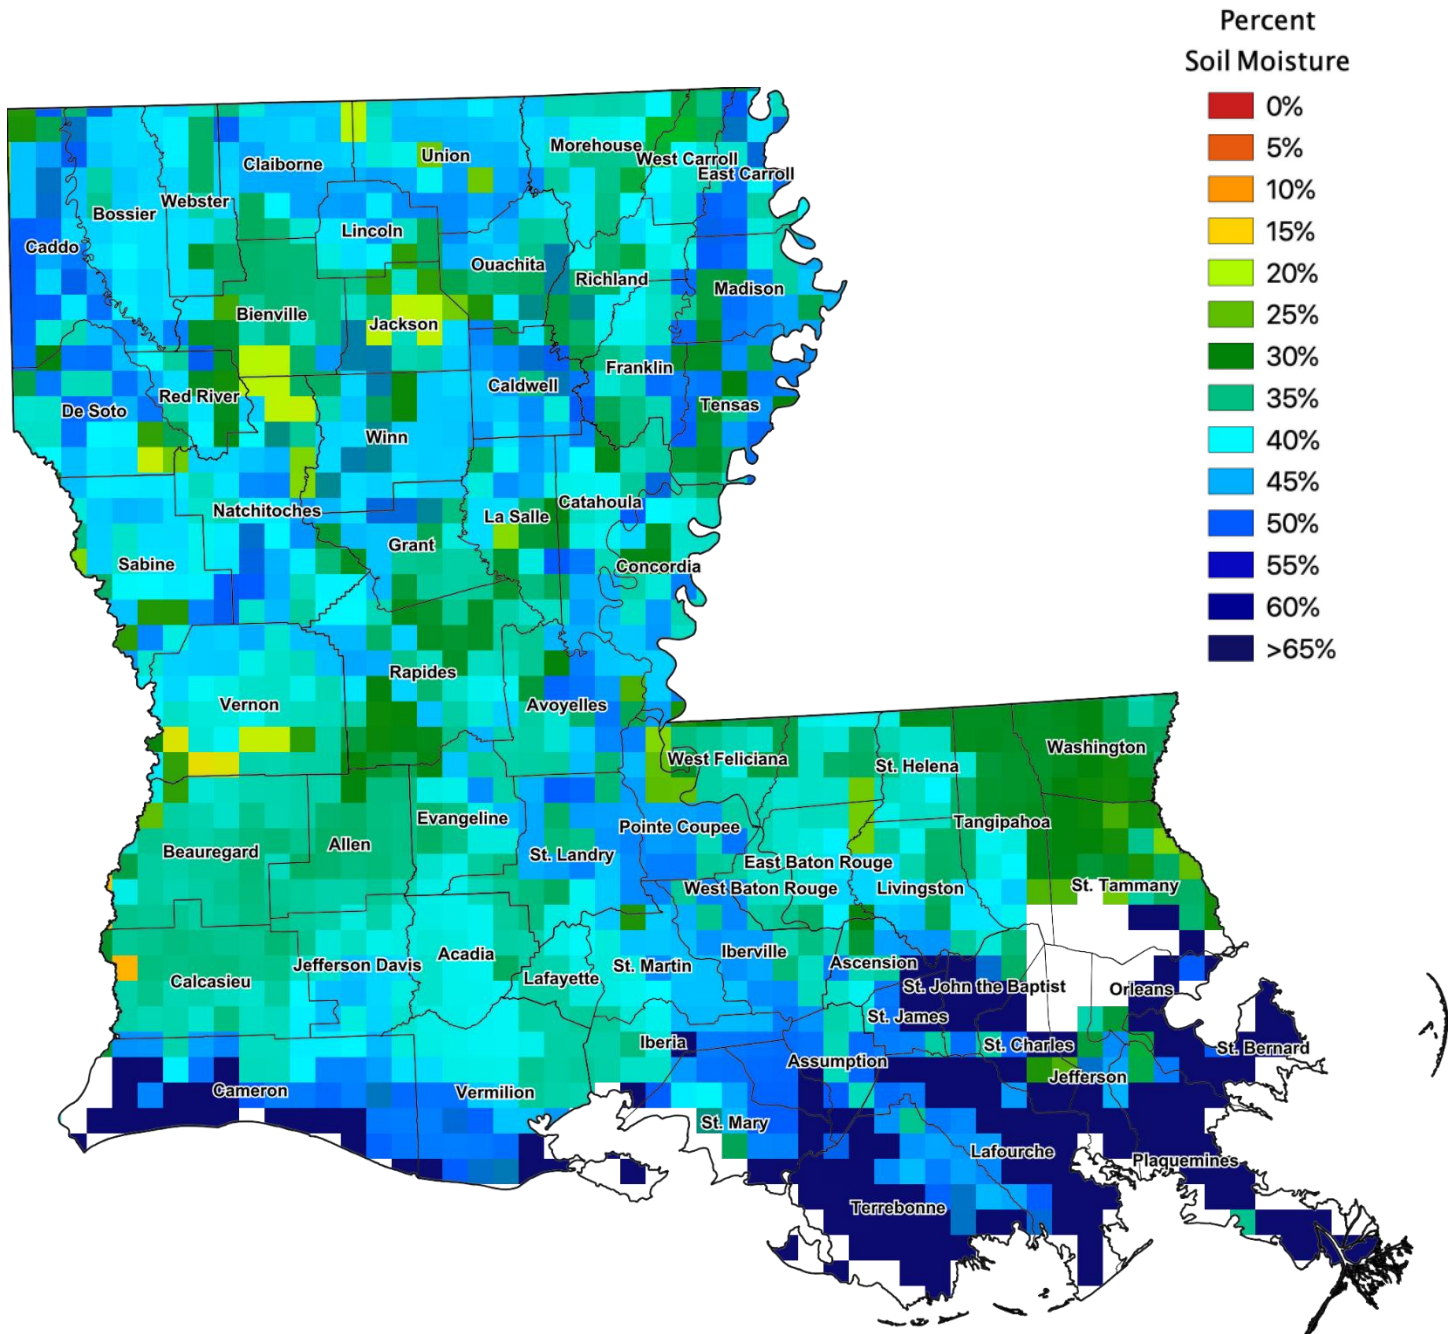 Percent
Soil Moisture
0%
5%
10%
15%
20%
25%
30%
35%
40%
45%
50%
55%
60%
>65%
Morehouse
Union
West Carroll
Claiborne
East Carroll
Webster
Bossier
Lincoln
Caddo
Ouachita
Richland
Madison
Bienville
Jackson
Franklin
Caldwell
Red River
Tensas
De Soto
Winn
Catahoula
Natchitoches
La Salle
Grant
Sabine
Concordia
Rapides
Vernon
Avoyelles
Washington
West Feliciana
St. Helena
Evangeline
Tangipahoa
Pointe Coupee
Allen
Beauregard
St. Landry
East Baton Rouge
St. Tammany
West Baton Rouge
Livingston
Iberville
Acadia
Ascension
Jefferson Davis
St. Martin
Lafayette
Calcasieu
St. John the Baptist
Orleans
St. James
Iberia
St. Charles
St. Bernard
Assumption
Jefferson
Cameron
Vermilion
St. Mary
Lafourche
Plaquemines
Terrebonne